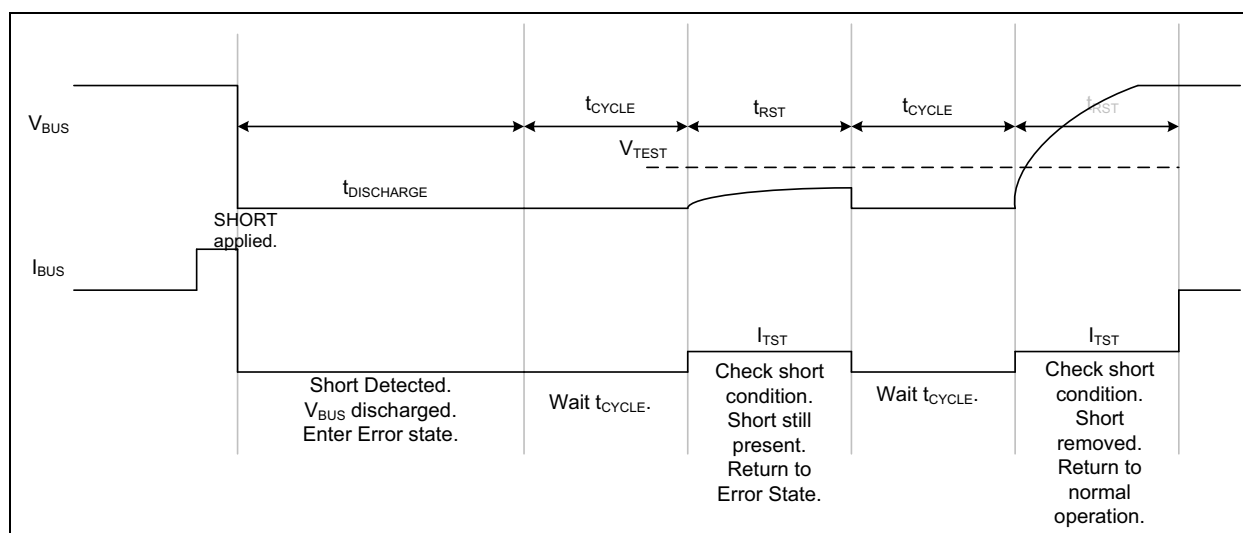 tCYCLE
tRST
tCYCLE
tRST
VBUS
VTEST
tDISCHARGE
SHORT
applied.
IBUS
ITST
ITST
Short Detected.
VBUS discharged.
Enter Error state.
Wait tCYCLE.
Check short
condition.
Short still
present.
Return to
Error State.
Wait tCYCLE.
Check short
condition.
Short
removed.
Return to
normal
operation.